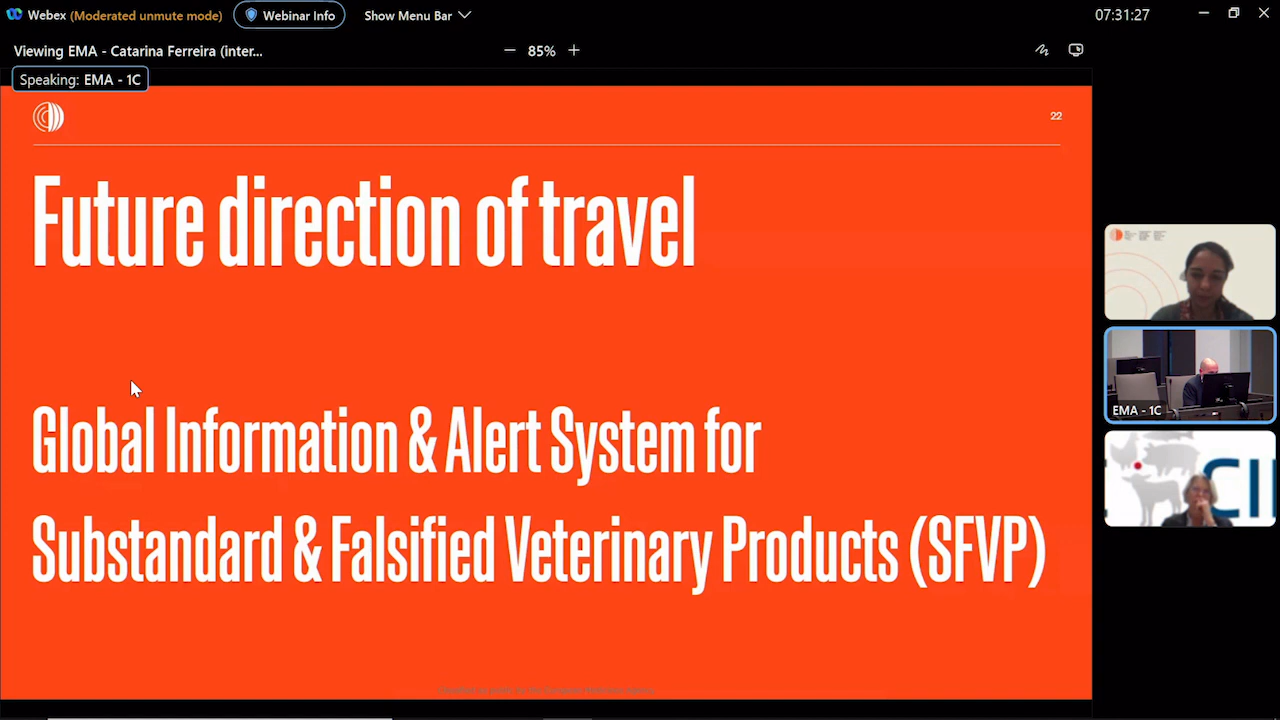 Webex (Moderated unmute mode) Webinar Info Show Menu Bar 07:31:27
Viewing EMA - Catarina Ferreira (inter... 85%
Speaking: EMA - 1C
22
Future direction of travel
Global Information & Alert System for
Substandard & Falsified Veterinary Products (SFVP)
EMA - 1C
CI